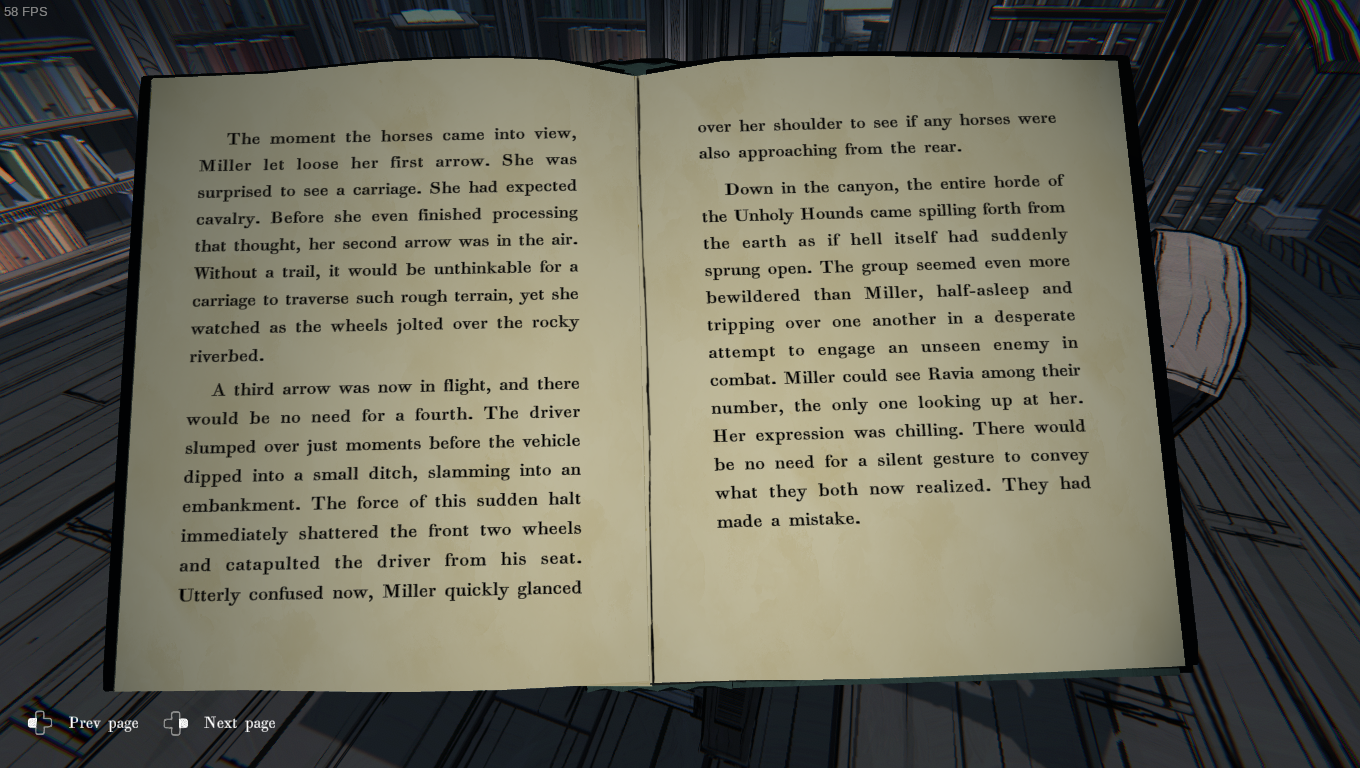 58 FPS
The moment the horses came into view,
Miller let loose her first arrow. She was
surprised to see a carriage. She had expected
cavalry. Before she even finished processing
that thought, her second arrow was in the air.
Without a trail, it would be unthinkable for a
carriage to traverse such rough terrain, yet she
watched as the wheels jolted over the rocky
riverbed.
A third arrow was now in flight, and there
would be no need for a fourth. The driver
slumped over just moments before the vehicle
dipped into a small ditch, slamming into an
embankment. The force of this sudden halt
immediately shattered the front two wheels
and catapulted the driver from his seat.
Utterly confused now, Miller quickly glanced
over her shoulder to see if any horses were
also approaching from the rear.
Down in the canyon, the entire horde of
the Unholy Hounds came spilling forth from
the earth as if hell itself had suddenly
sprung open. The group seemed even more
bewildered than Miller, half-asleep and
tripping over one another in a desperate
attempt to engage an unseen enemy in
combat. Miller could see Ravia among their
number, the only one looking up at her.
Her expression was chilling. There would
be no need for a silent gesture to convey
what they both now realized. They had
made a mistake.
Prev page
Next page